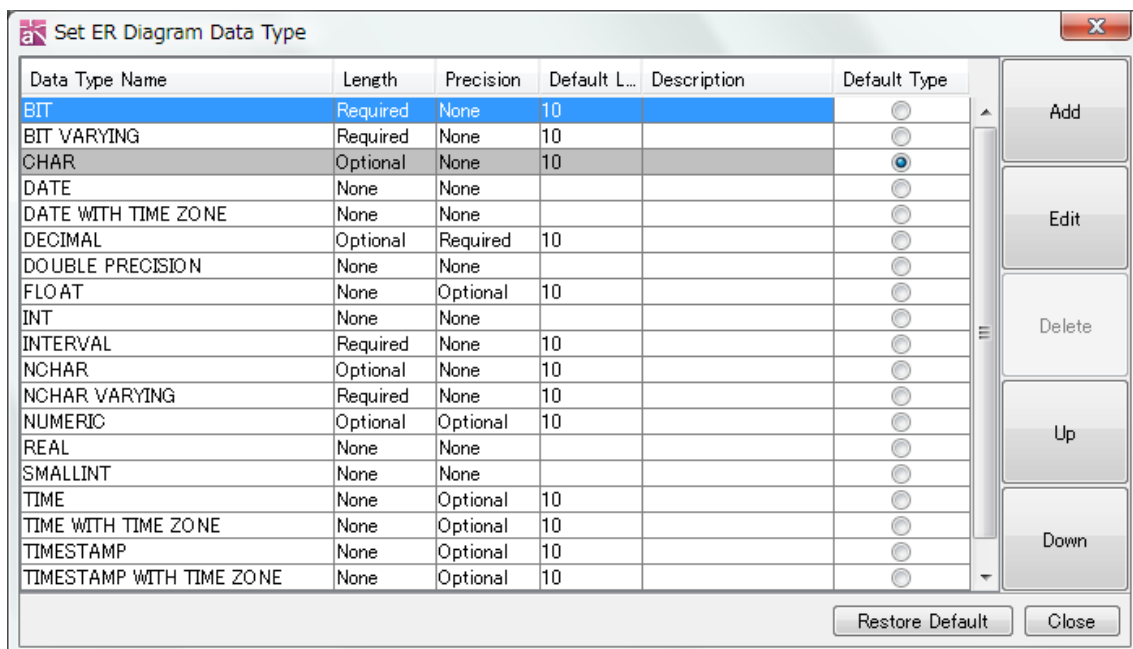 Set ER Diagram Data Type
Data Type Name Length Precision Default L... Description Default Type
BIT Required None 10
BIT VARYING Required None 10
CHAR Optional None 10
DATE None None
DATE WITH TIME ZONE None None
DECIMAL Optional Required 10
DOUBLE PRECISION None None
FLOAT None Optional 10
INT None None
INTERVAL Required None 10
NCHAR Optional None 10
NCHAR VARYING Required None 10
NUMERIC Optional Optional 10
REAL None None
SMALLINT None None
TIME None Optional 10
TIME WITH TIME ZONE None Optional 10
TIMESTAMP None Optional 10
TIMESTAMP WITH TIME ZONE None Optional 10
Add
Edit
Delete
Up
Down
Restore Default Close